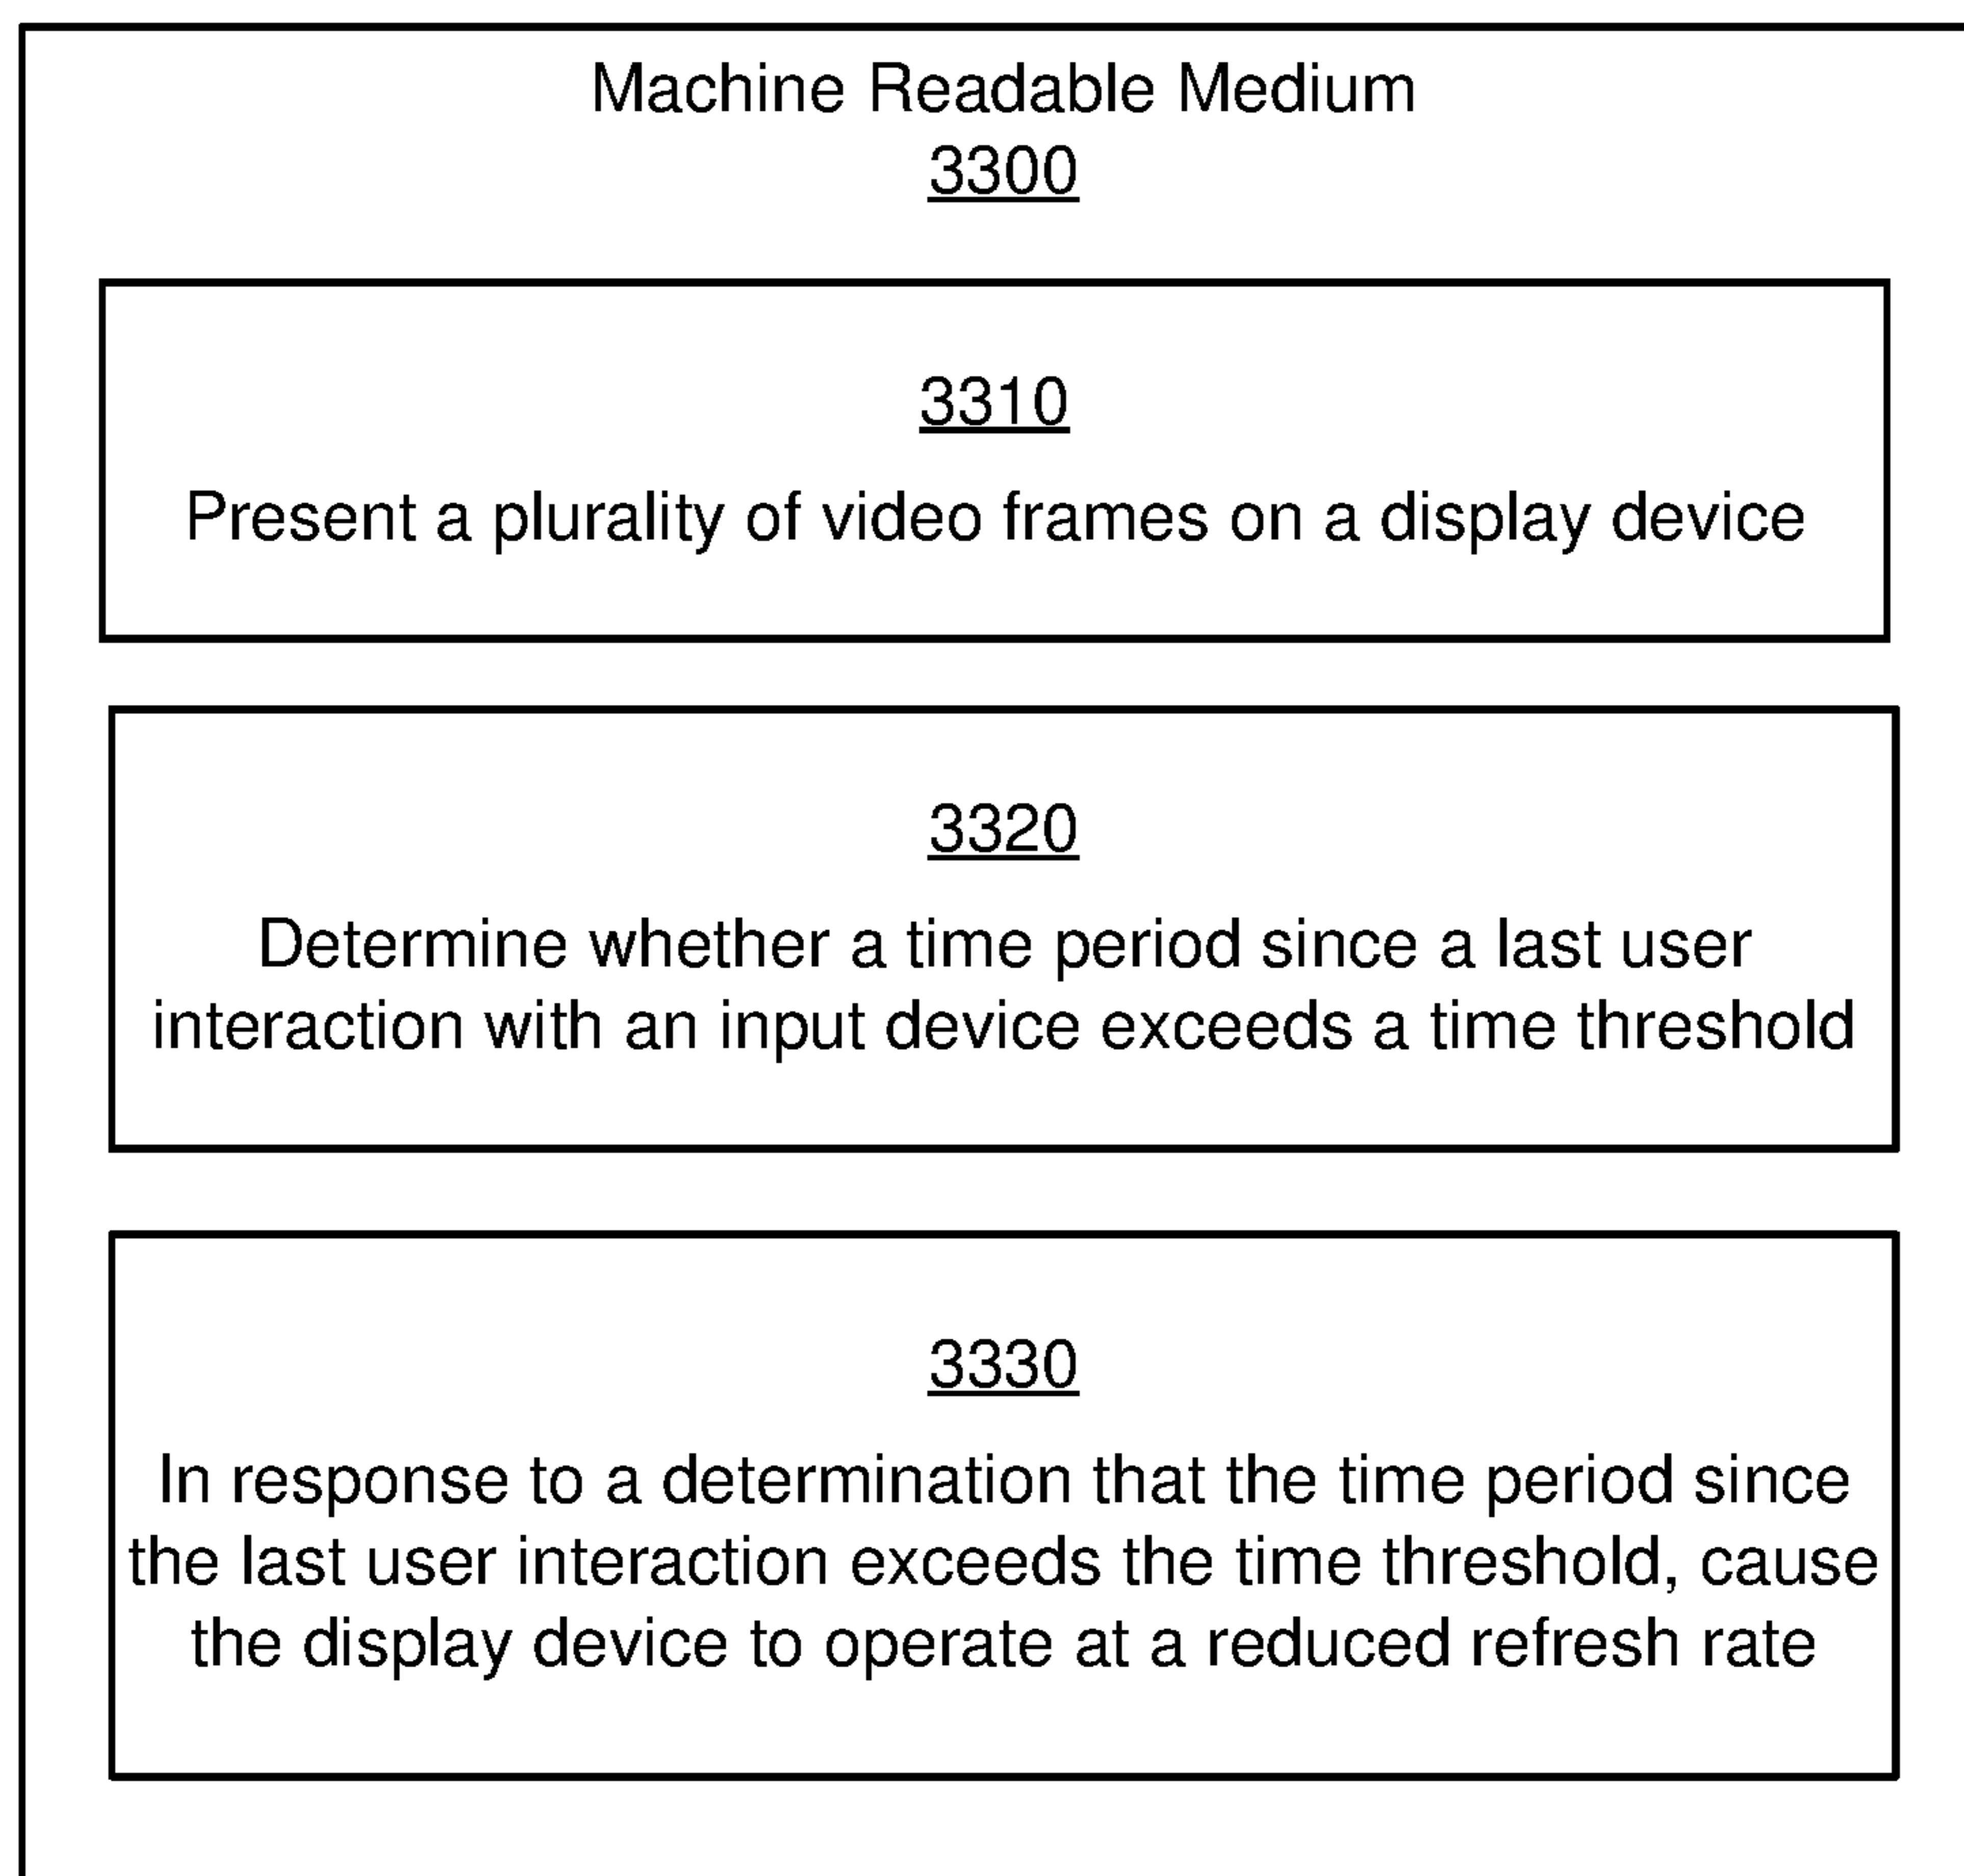 Machine Readable Medium
3300
3310
Present a plurality of video frames on a display device
3320
Determine whether a time period since a last user
interaction with an input device exceeds a time threshold
3330
In response to a determination that the time period since
the last user interaction exceeds the time threshold, cause
the display device to operate at a reduced refresh rate